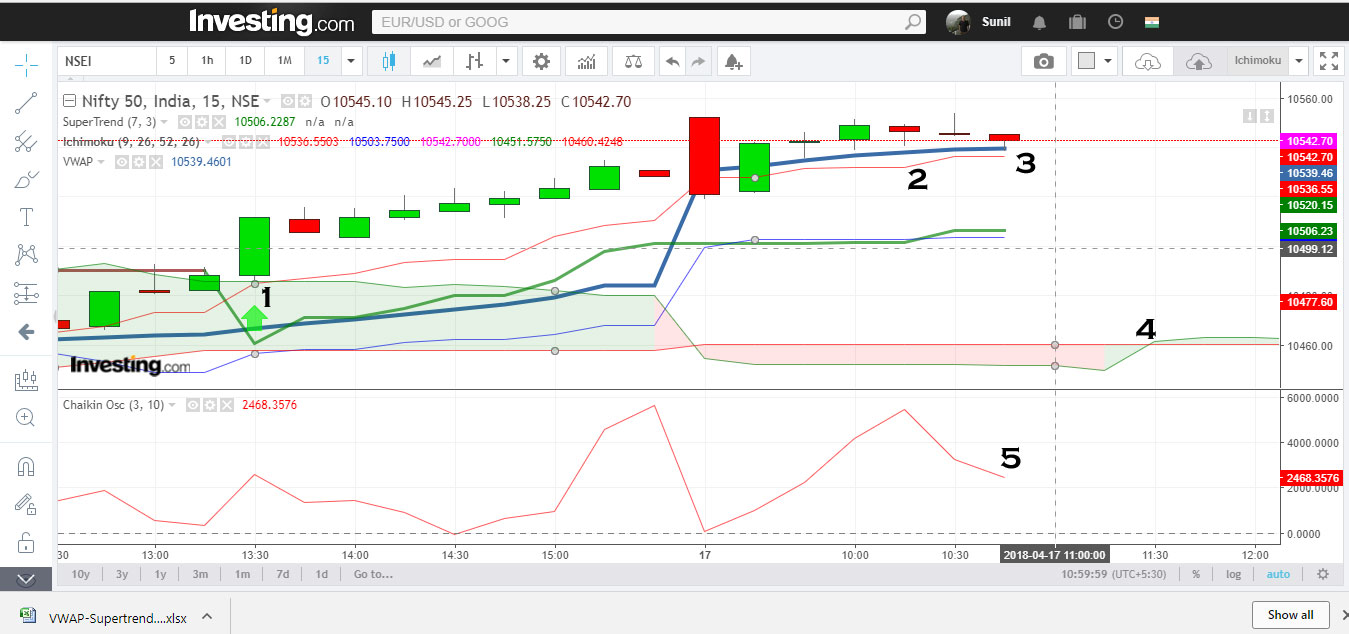 Investing.com EUR/USD or GOOG Sunil
NSEI 5 1h 1D 1M 15 Ichimoku
Nifty 50, India, 15, NSE O10545.10 H10545.25 L10538.25 C10542.70
SuperTrend (7, 3) 10506.2287 n/a n/a
Ichimoku (9, 26, 52, 26) 10536.5503 10503.7500 10542.7000 10451.5750 10460.4248
VWAP 10539.4601
10560.00
10542.70
10542.70
10539.46
10536.55
10520.15
10506.23
10499.12
10477.60
10460.00
1
2
3
4
Investing.com
Chaikin Osc (3, 10) 2468.3576
5
6000.0000
4000.0000
2468.3576
2000.0000
0.0000
30 13:00 13:30 14:00 14:30 15:00 17 10:00 10:30 2018-04-17 11:00:00 11:30 12:00
10y 3y 1y 3m 1m 7d 1d Go to... 10:59:59 (UTC+5:30) % log auto
VWAP-Supertrend....xlsx Show all